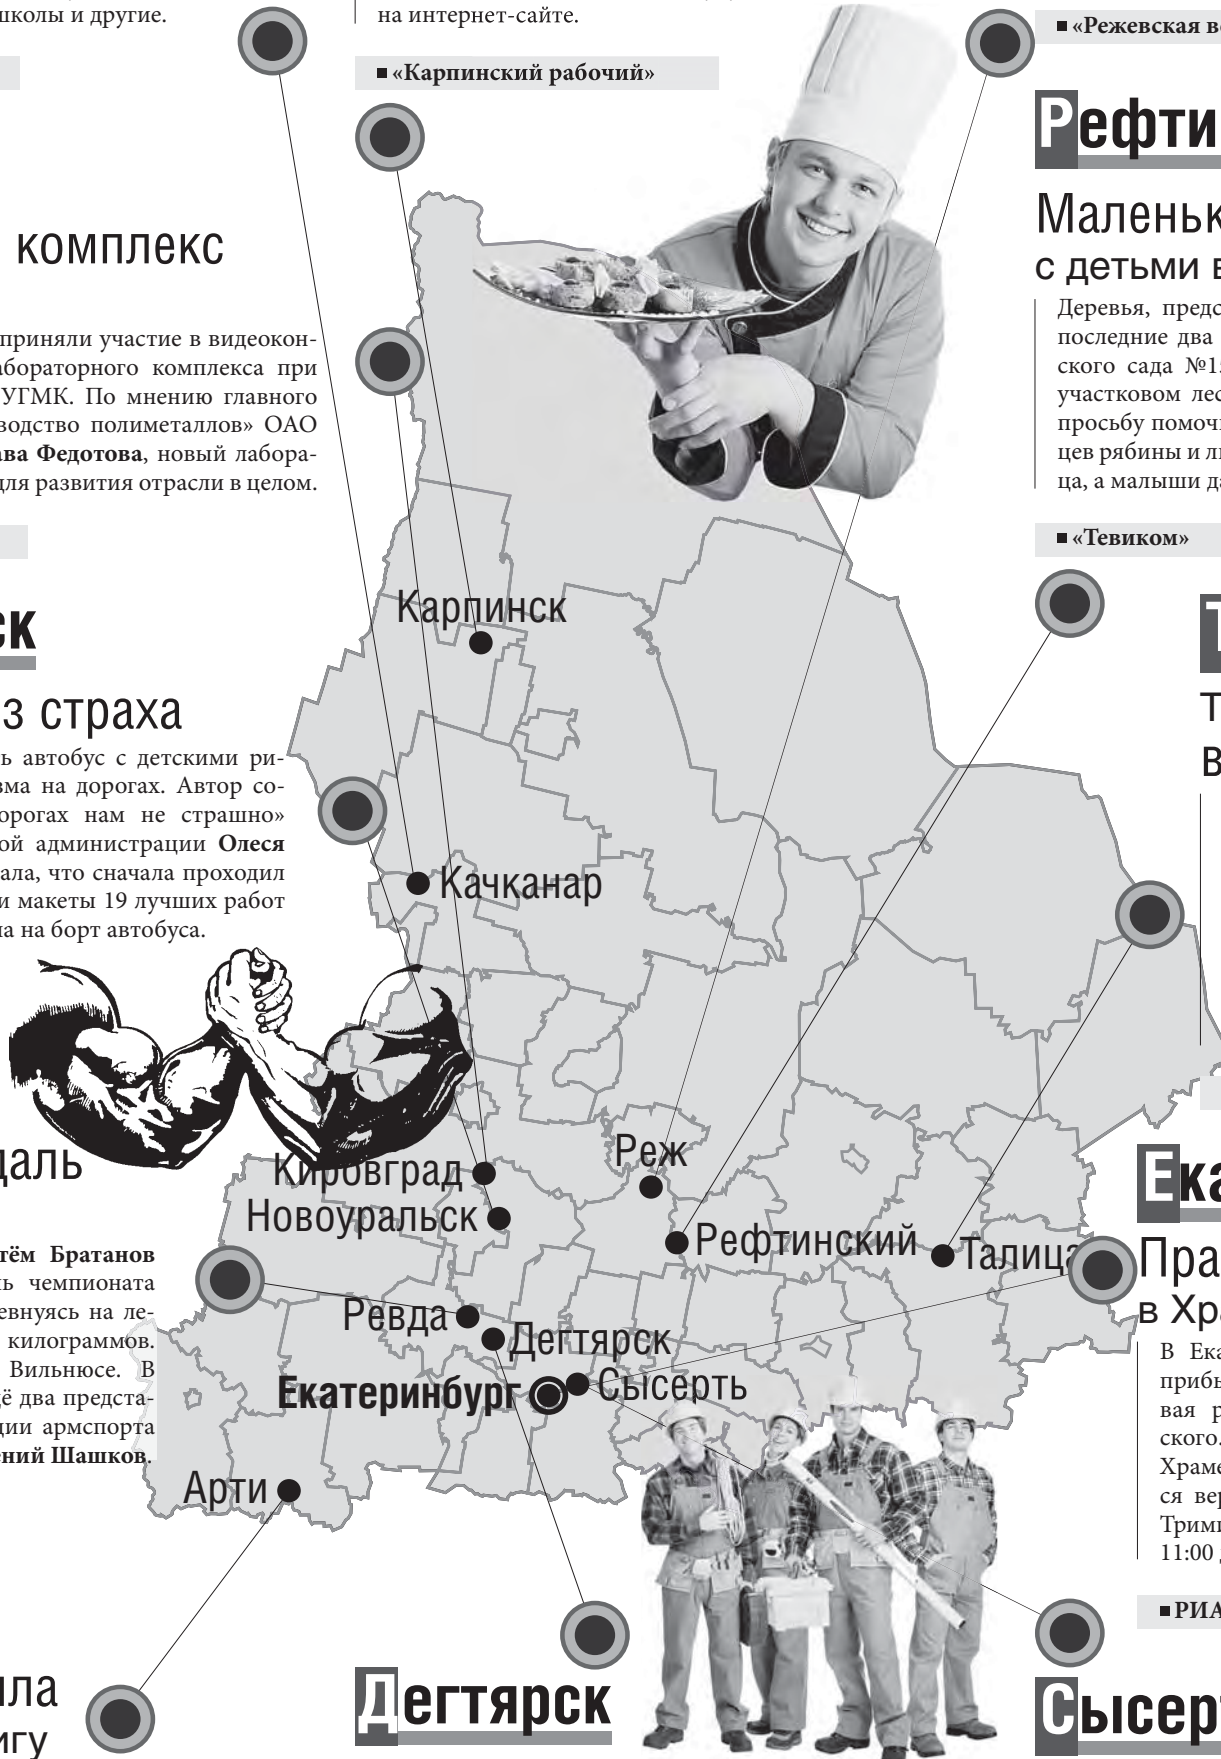 школы и другие.
комплекс
приняли участие в видеокон-
абораторного комплекса при
УГМК. По мнению главного
водство полиметаллов» ОАО
ава Федотова, новый лабора-
для развития отрасли в целом.
ск
з страха
ь автобус с детскими ри-
зма на дорогах. Автор со-
орогах нам не страшно»
ой администрации Олеся
ала, что сначала проходил
и макеты 19 лучших работ
на на борт автобуса.
даль
тём Братанов
ь чемпионата
евнуясь на ле-
килограммов.
Вильнюсе. В
ё два предста-
ции армспорта
ений Шашков.
ила
игу
на интернет-сайте.
«Карпинский рабочий»
Карпинск
Качканар
Кировград
Новоуральск
Реж
Рефтинский
Талица
Ревда
Дегтярск
Екатеринбург
Сысерть
Арти
Дегтярск
«Режевская ве
Рефти
Маленьк
с детьми в
Деревья, предс
последние два
ского сада №1
участковом лес
просьбу помочь
цев рябины и ли
ца, а малыши да
«Тевиком»
Т
в
Ека
Пра
в Хра
В Ека
прибы
вая р
ского.
Храме
ся вер
Трими
11:00
РИА
Сысерт